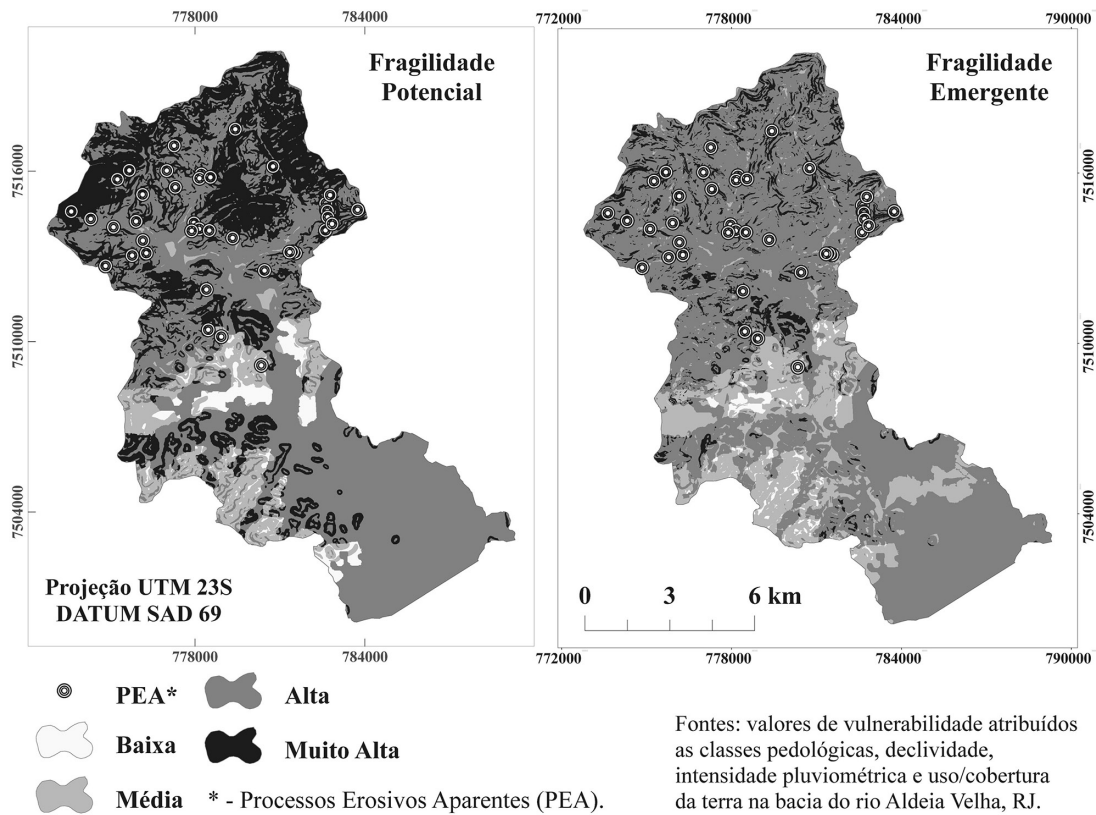 778000
784000
772000
778000
784000
790000
Fragilidade
Potencial
Fragilidade
Emergente
7516000
7510000
7504000
7516000
7510000
7504000
Projeção UTM 23S
DATUM SAD 69
0
3
6 km
778000
784000
772000
778000
784000
790000
PEA*
Alta
Baixa
Muito Alta
Média
* - Processos Erosivos Aparentes (PEA).
Fontes: valores de vulnerabilidade atribuídos
as classes pedológicas, declividade,
intensidade pluviométrica e uso/cobertura
da terra na bacia do rio Aldeia Velha, RJ.